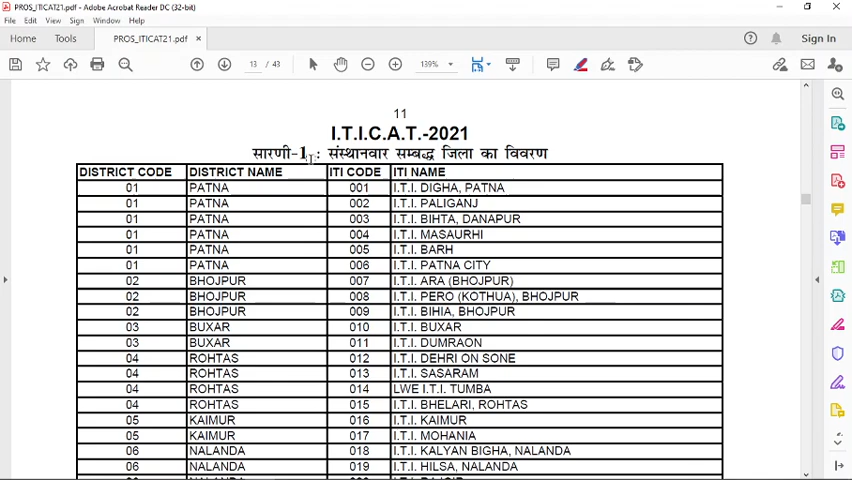 PROS_ITICAT21.pdf - Adobe Acrobat Reader DC (32-bit)
File Edit View Sign Window Help
Home Tools PROS_ITICAT21.pdf × Sign In
13 / 43 139%
11
I.T.I.C.A.T.-2021
सारणी-1 : संस्थानवार सम्बद्ध जिला का विवरण
DISTRICT CODE DISTRICT NAME ITI CODE ITI NAME
01 PATNA 001 I.T.I. DIGHA, PATNA
01 PATNA 002 I.T.I. PALIGANJ
01 PATNA 003 I.T.I. BIHTA, DANAPUR
01 PATNA 004 I.T.I. MASAURHI
01 PATNA 005 I.T.I. BARH
01 PATNA 006 I.T.I. PATNA CITY
02 BHOJPUR 007 I.T.I. ARA (BHOJPUR)
02 BHOJPUR 008 I.T.I. PERO (KOTHUA), BHOJPUR
02 BHOJPUR 009 I.T.I. BIHIA, BHOJPUR
03 BUXAR 010 I.T.I. BUXAR
03 BUXAR 011 I.T.I. DUMRAON
04 ROHTAS 012 I.T.I. DEHRI ON SONE
04 ROHTAS 013 I.T.I. SASARAM
04 ROHTAS 014 LWE I.T.I. TUMBA
04 ROHTAS 015 I.T.I. BHELARI, ROHTAS
05 KAIMUR 016 I.T.I. KAIMUR
05 KAIMUR 017 I.T.I. MOHANIA
06 NALANDA 018 I.T.I. KALYAN BIGHA, NALANDA
06 NALANDA 019 I.T.I. HILSA, NALANDA